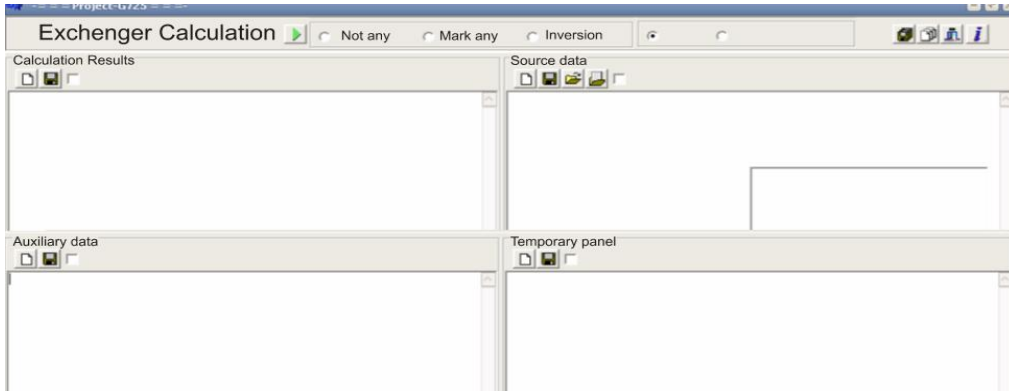 Project-G725
Exchenger Calculation Not any Mark any Inversion
Calculation Results
Source data
Auxiliary data
Temporary panel